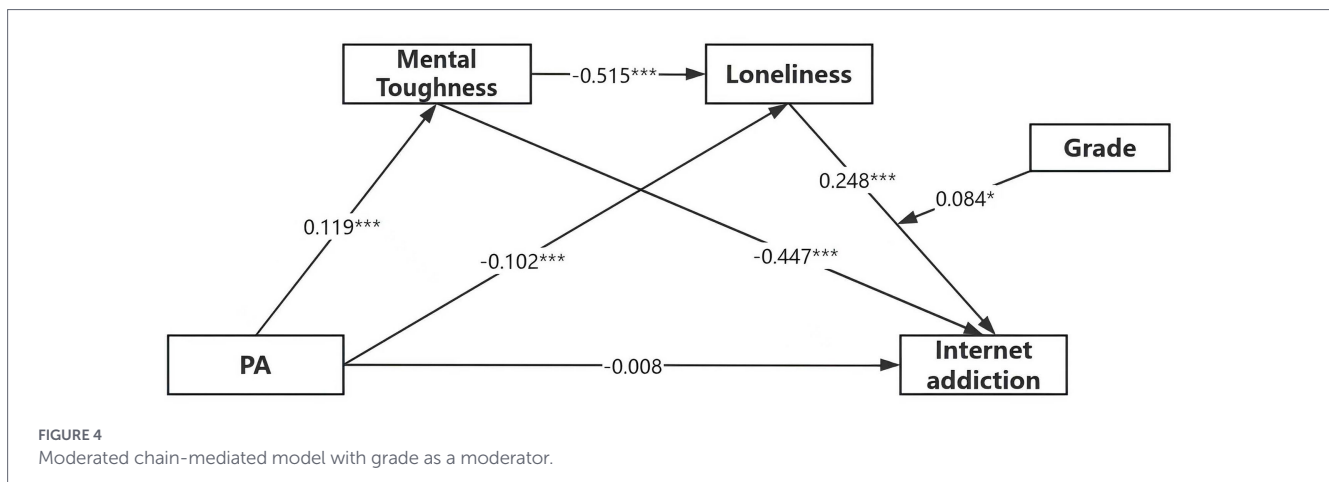 Mental
Toughness
-0.515***
Loneliness
Grade
0.248***
0.084*
0.119***
-0.102***
-0.447***
PA
-0.008
Internet
addiction
FIGURE 4
Moderated chain-mediated model with grade as a moderator.